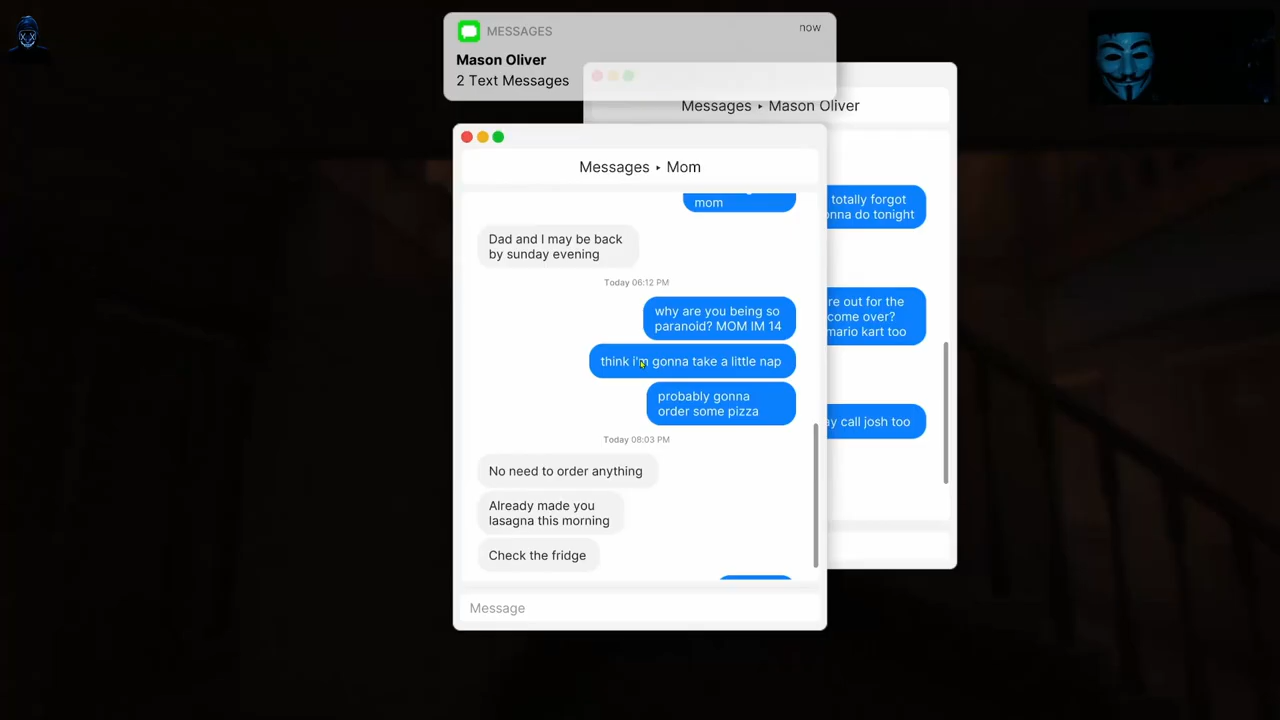 MESSAGES
now
Mason Oliver
2 Text Messages
Messages ▸ Mason Oliver
totally forgot
onna do tonight
re out for the
come over?
mario kart too
ay call josh too
Messages ▸ Mom
mom
Dad and I may be back
by sunday evening
Today 06:12 PM
why are you being so
paranoid? MOM IM 14
think i'm gonna take a little nap
probably gonna
order some pizza
Today 08:03 PM
No need to order anything
Already made you
lasagna this morning
Check the fridge
Message